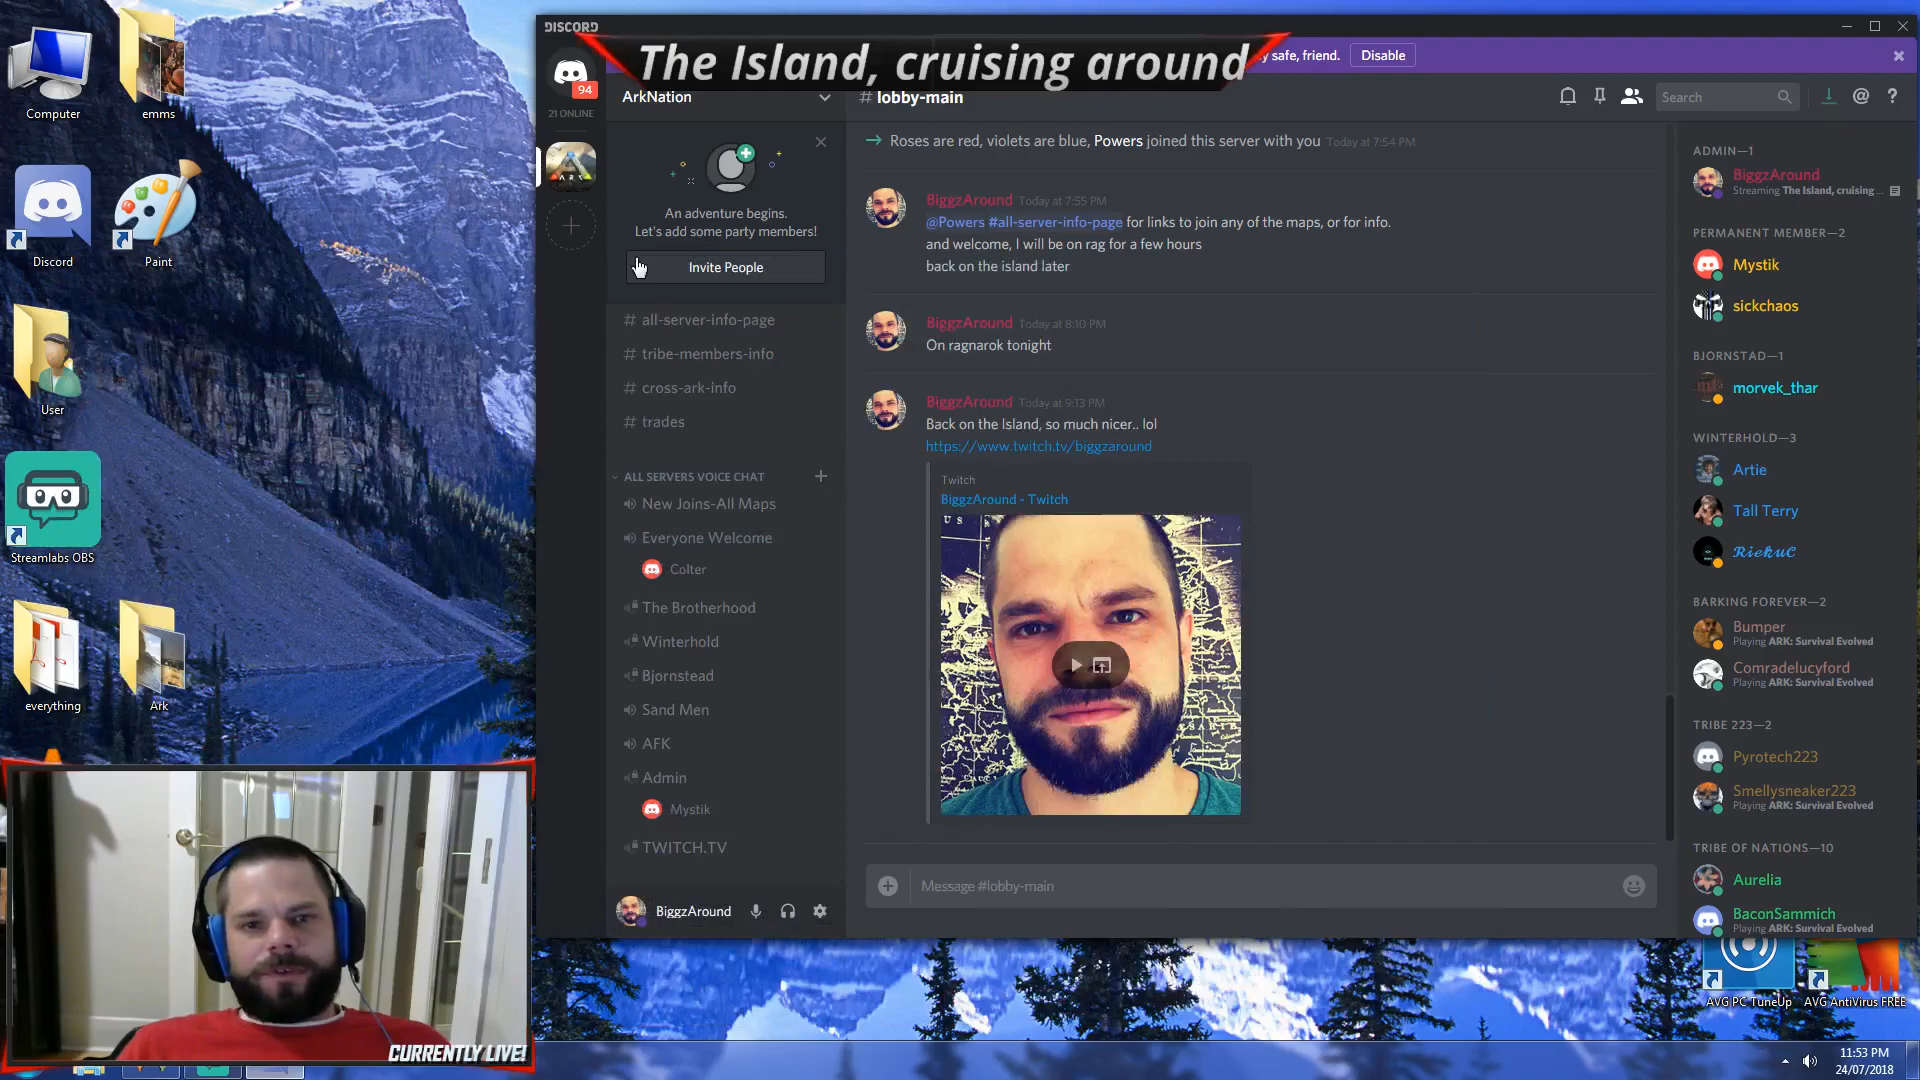 Computer
emms
Discord
Paint
User
Streamlabs OBS
everything
Ark
CURRENTLY LIVE!
DISCORD
The Island, cruising around
y safe, friend.
Disable
94
21 ONLINE
ARK
ArkNation
An adventure begins.
Let's add some party members!
Invite People
# all-server-info-page
# tribe-members-info
# cross-ark-info
# trades
ALL SERVERS VOICE CHAT
New Joins-All Maps
Everyone Welcome
Colter
The Brotherhood
Winterhold
Bjornstead
Sand Men
AFK
Admin
Mystik
TWITCH.TV
BiggzAround
# lobby-main
Search
Roses are red, violets are blue, Powers joined this server with you Today at 7:54 PM
BiggzAround Today at 7:55 PM
@Powers #all-server-info-page for links to join any of the maps, or for info.
and welcome, I will be on rag for a few hours
back on the island later
BiggzAround Today at 8:10 PM
On ragnarok tonight
BiggzAround Today at 9:13 PM
Back on the Island, so much nicer.. lol
https://www.twitch.tv/biggzaround
Twitch
BiggzAround - Twitch
Message #lobby-main
ADMIN—1
BiggzAround
Streaming The Island, cruising ...
PERMANENT MEMBER—2
Mystik
sickchaos
BJORNSTAD—1
morvek_thar
WINTERHOLD—3
Artie
Tall Terry
RiekuC
BARKING FOREVER—2
Bumper
Playing ARK: Survival Evolved
Comradelucyford
Playing ARK: Survival Evolved
TRIBE 223—2
Pyrotech223
Smellysneaker223
Playing ARK: Survival Evolved
TRIBE OF NATIONS—10
Aurelia
BaconSammich
Playing ARK: Survival Evolved
AVG PC TuneUp
AVG AntiVirus FREE
11:53 PM
24/07/2018